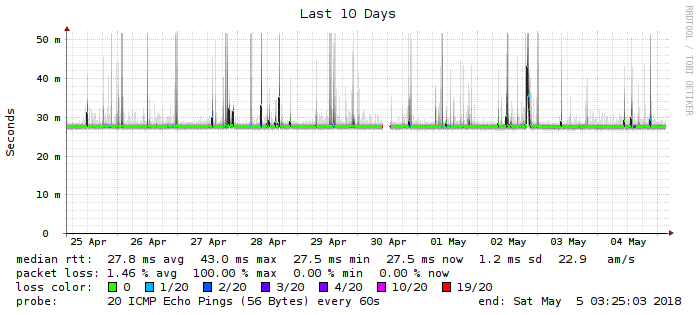 Last 10 Days
RRDTOOL / TOBI OETIKER
Seconds
50 m
40 m
30 m
20 m
10 m
0
25 Apr 26 Apr 27 Apr 28 Apr 29 Apr 30 Apr 01 May 02 May 03 May 04 May
median rtt: 27.8 ms avg 43.0 ms max 27.5 ms min 27.5 ms now 1.2 ms sd 22.9 am/s
packet loss: 1.46 % avg 100.00 % max 0.00 % min 0.00 % now
loss color: 0 1/20 2/20 3/20 4/20 10/20 19/20
probe: 20 ICMP Echo Pings (56 Bytes) every 60s end: Sat May 5 03:25:03 2018